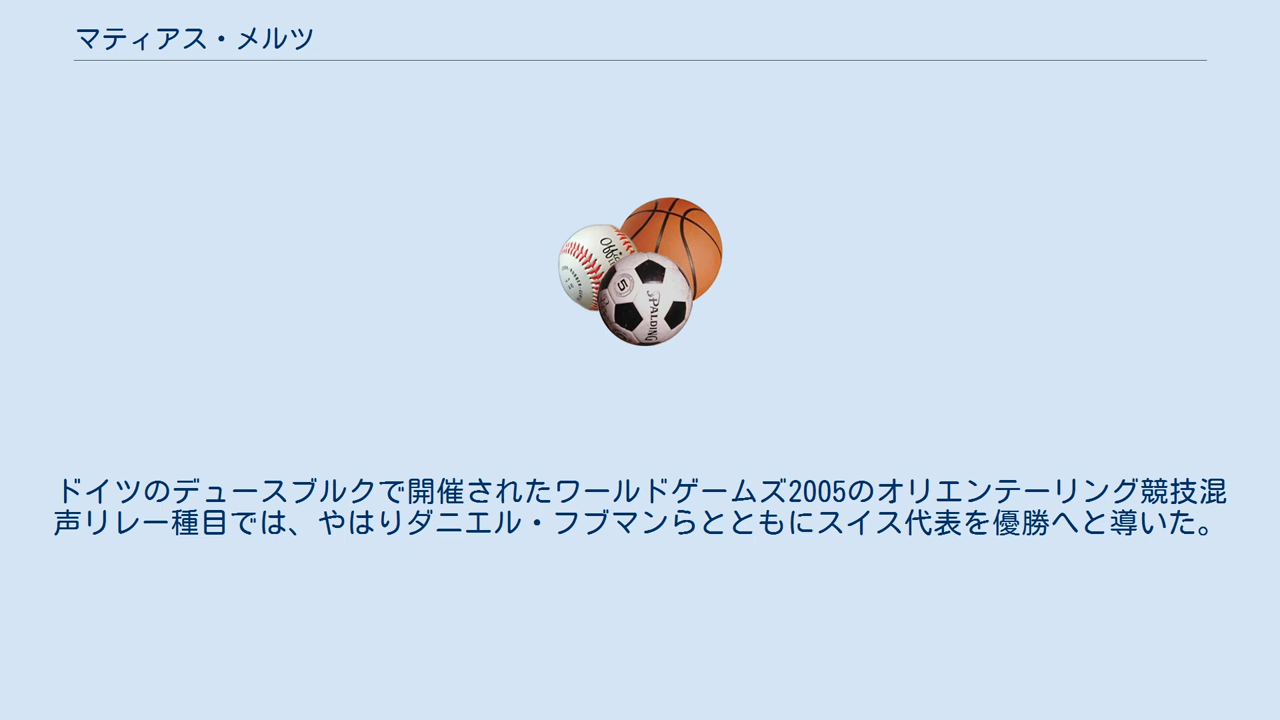 マティアス・メルツ
Offic
5
SPALDING
ドイツのデュースブルクで開催されたワールドゲームズ2005のオリエンテーリング競技混
声リレー種目では、やはりダニエル・フブマンらとともにスイス代表を優勝へと導いた。